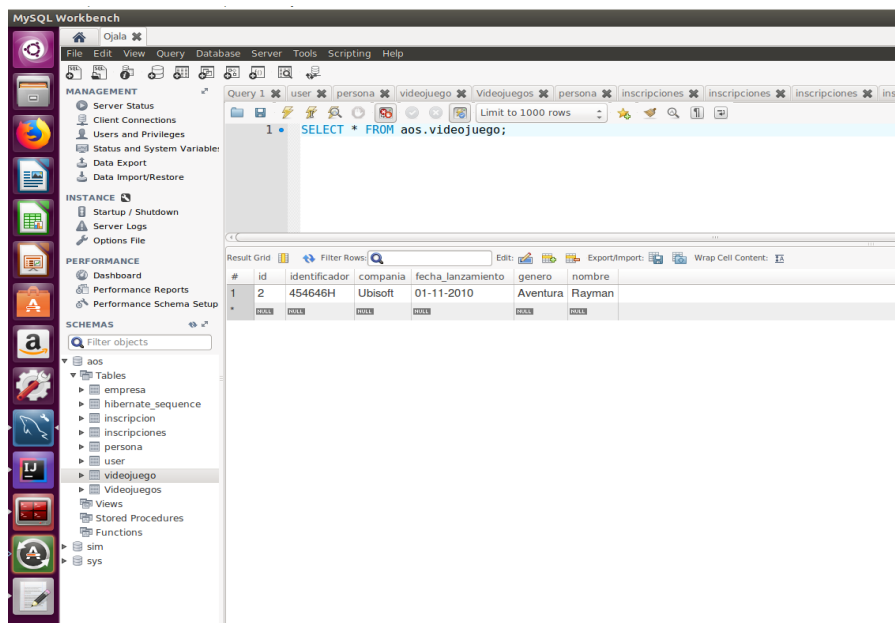 MySQL Workbench
Ojala
File Edit View Query Database Server Tools Scripting Help
MANAGEMENT
Server Status
Client Connections
Users and Privileges
Status and System Variable
Data Export
Data Import/Restore
INSTANCE
Startup / Shutdown
Server Logs
Options File
PERFORMANCE
Dashboard
Performance Reports
Performance Schema Setup
SCHEMAS
Filter objects
aos
Tables
empresa
hibernate_sequence
inscripcion
inscripciones
persona
user
videojuego
Videojuegos
Views
Stored Procedures
Functions
sim
sys
Query 1 user persona videojuego Videojuegos persona inscripciones inscripciones inscripciones ins
Limit to 1000 rows
1 SELECT * FROM aos.videojuego;
Result Grid Filter Rows: Edit: Export/Import: Wrap Cell Content:
# id identificador compania fecha_lanzamiento genero nombre
1 2 454646H Ubisoft 01-11-2010 Aventura Rayman
* NULL NULL NULL NULL NULL NULL